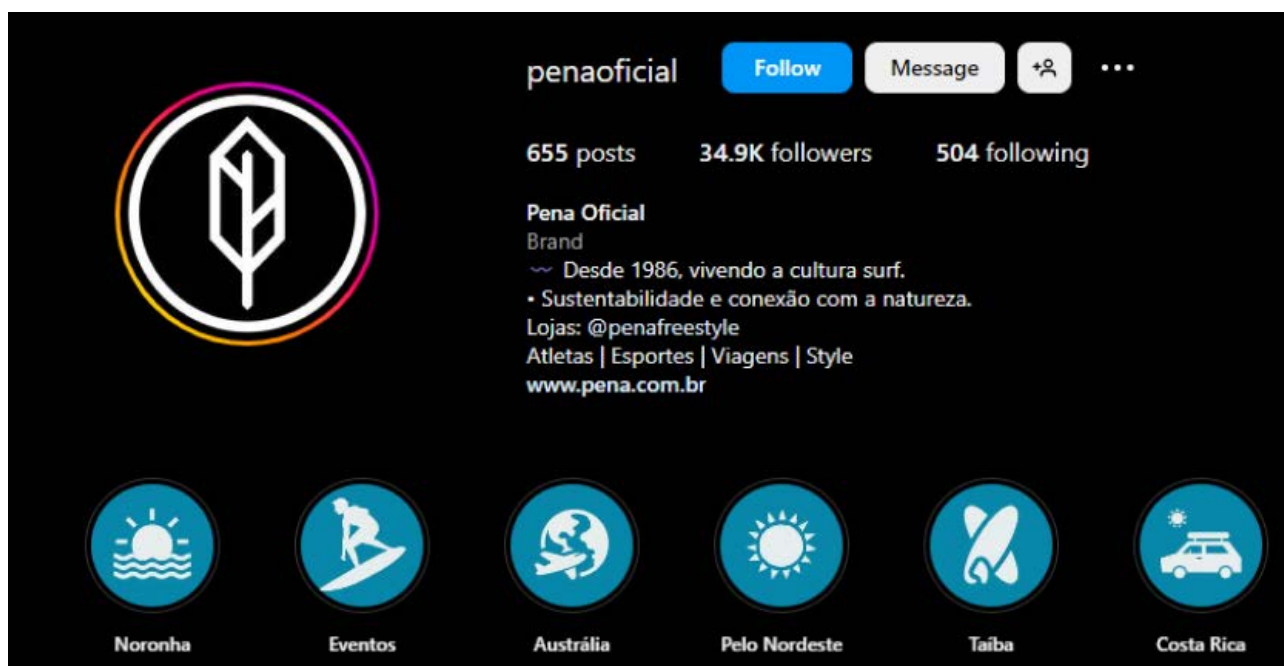 penaoficial Follow Message
655 posts 34.9K followers 504 following
Pena Oficial
Brand
〰️ Desde 1986, vivendo a cultura surf.
• Sustentabilidade e conexão com a natureza.
Lojas: @penafreestyle
Atletas | Esportes | Viagens | Style
www.pena.com.br
Noronha Eventos Austrália Pelo Nordeste Taíba Costa Rica